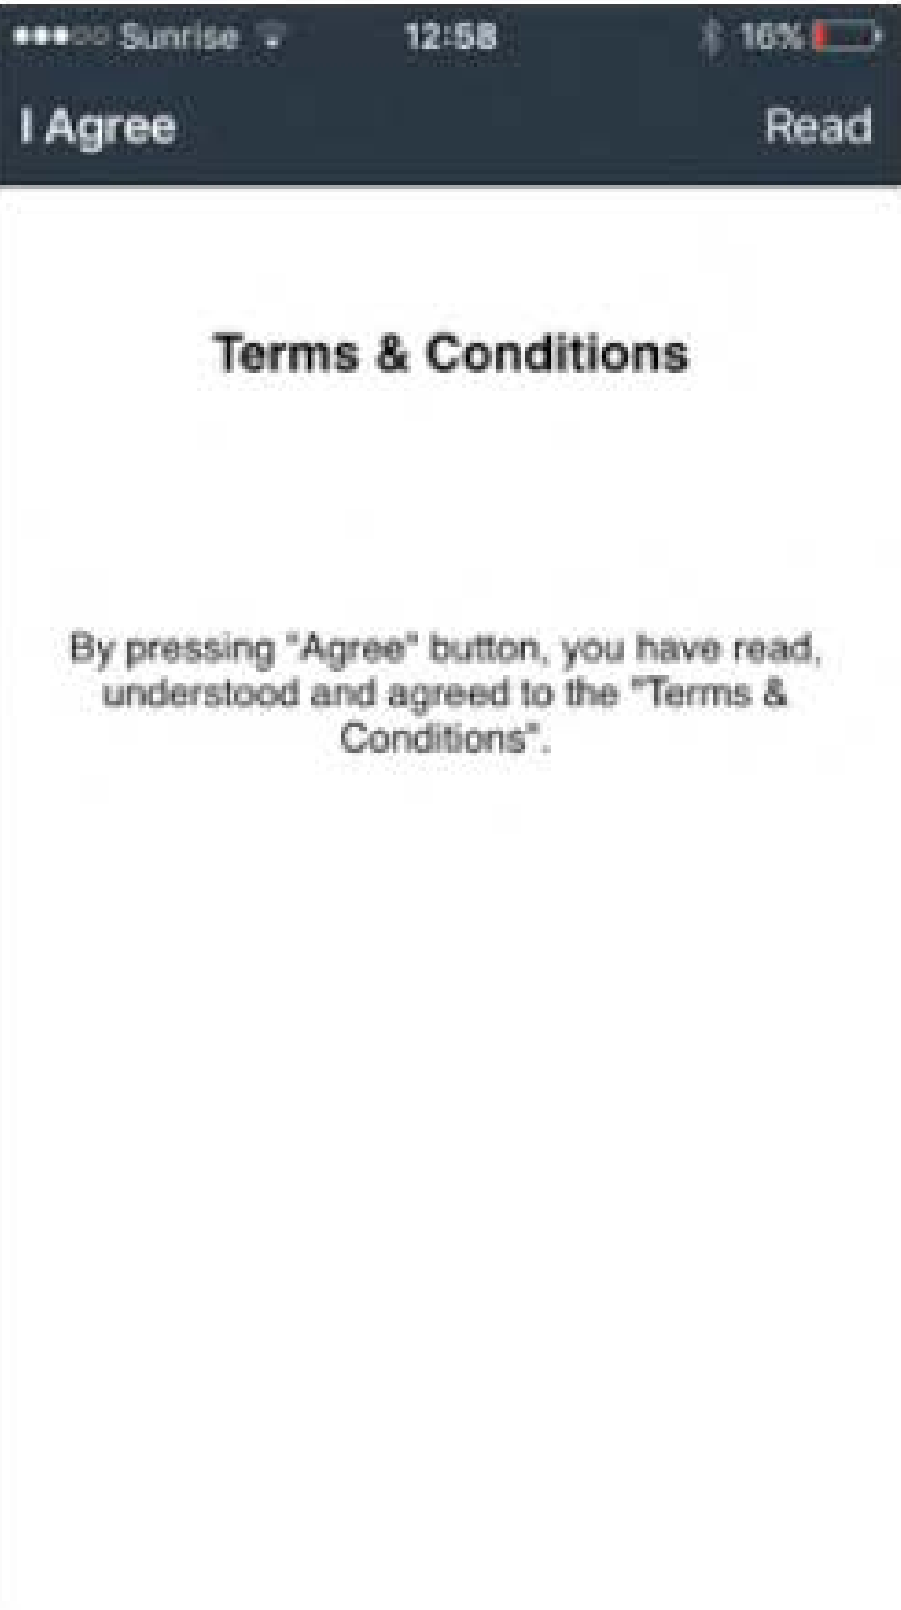 Sunrise 12:58 16%
I Agree Read
Terms & Conditions
By pressing "Agree" button, you have read,
understood and agreed to the "Terms &
Conditions".